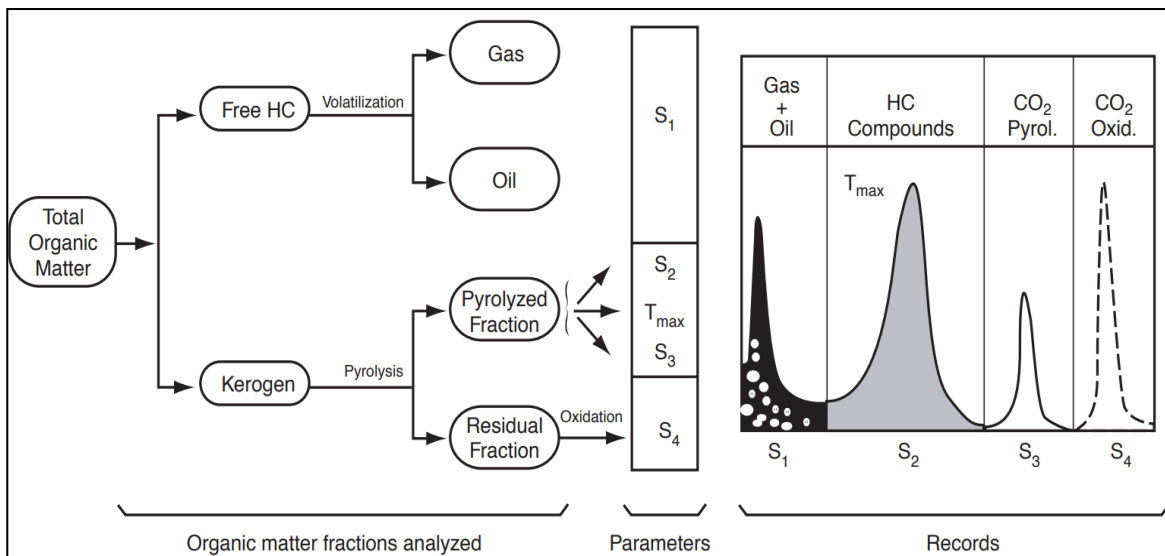 Total
Organic
Matter
Free HC
Volatilization
Gas
Oil
Kerogen
Pyrolysis
Pyrolyzed
Fraction
Residual
Fraction
Oxidation
S1
S2
Tmax
S3
S4
Gas
+
Oil
HC
Compounds
CO2
Pyrol.
CO2
Oxid.
Tmax
S1
S2
S3
S4
Organic matter fractions analyzed
Parameters
Records